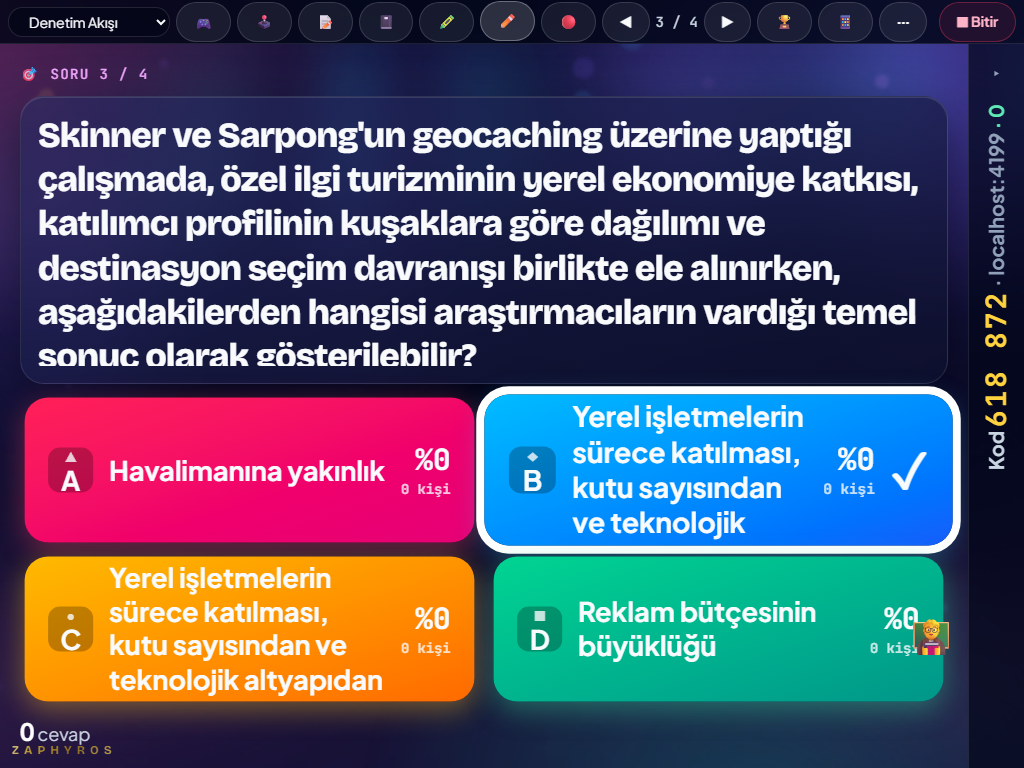 Denetim Akışı
3 / 4
Bitir
SORU 3 / 4
Skinner ve Sarpong'un geocaching üzerine yaptığı
çalışmada, özel ilgi turizminin yerel ekonomiye katkısı,
katılımcı profilinin kuşaklara göre dağılımı ve
destinasyon seçim davranışı birlikte ele alınırken,
aşağıdakilerden hangisi araştırmacıların vardığı temel
sonuç olarak gösterilebilir?
A
Havalimanına yakınlık
%0
0 kişi
B
Yerel işletmelerin
sürece katılması,
kutu sayısından
ve teknolojik
%0
0 kişi
C
Yerel işletmelerin
sürece katılması,
kutu sayısından ve
teknolojik altyapıdan
%0
0 kişi
D
Reklam bütçesinin
büyüklüğü
%0
0 kişi
0 cevap
ZAPHYROS
Kod 618 872 · localhost:4199 · 0